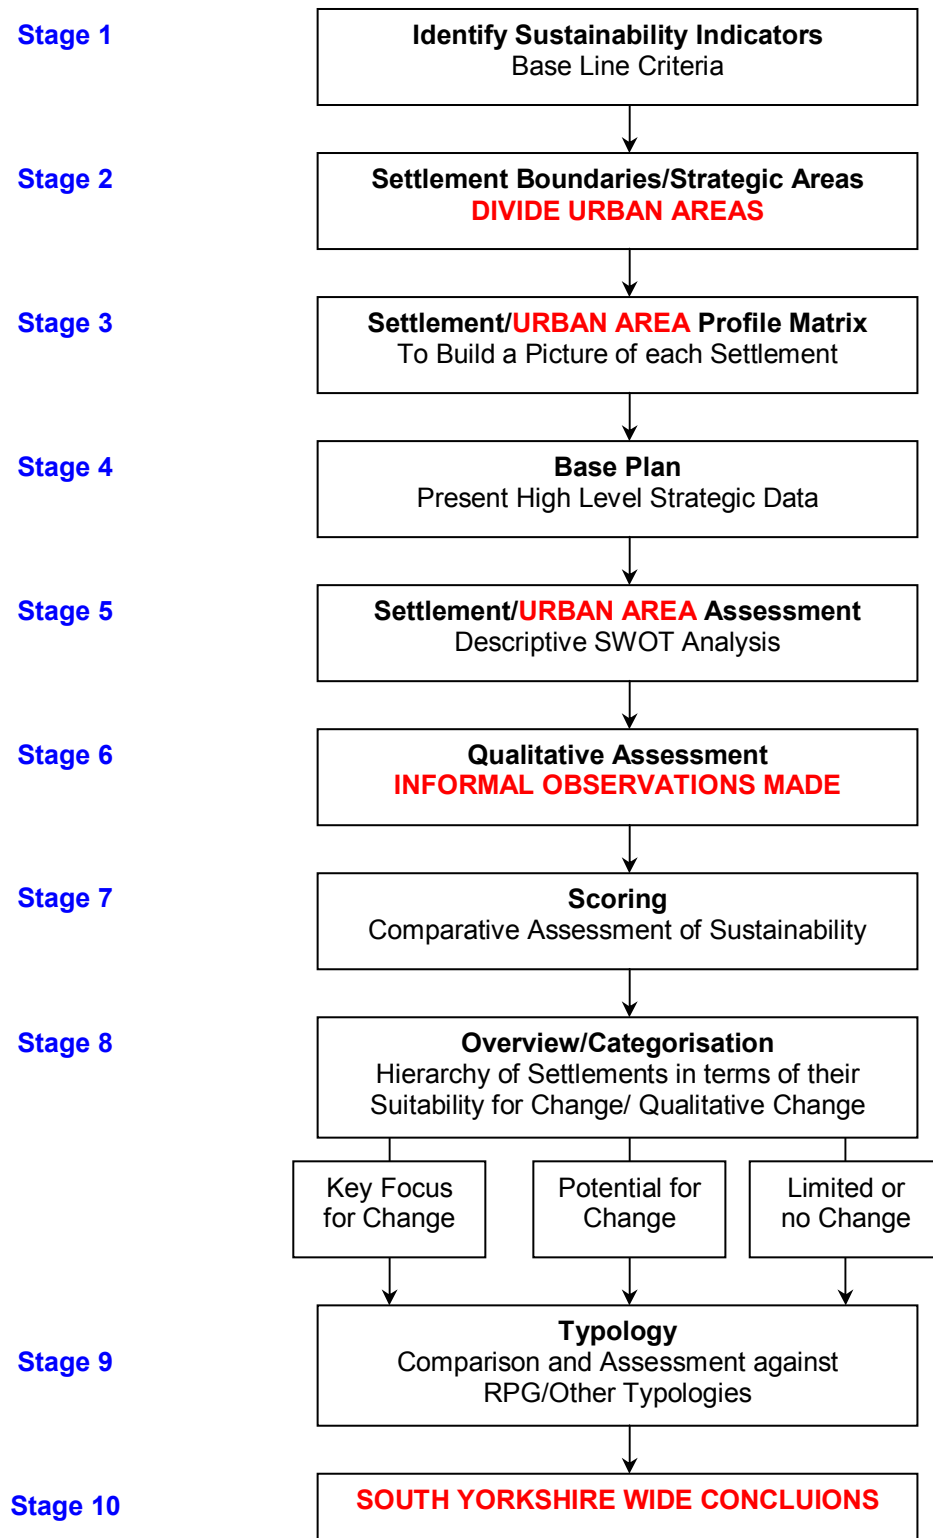 Stage 1
Identify Sustainability Indicators
Base Line Criteria
Stage 2
Settlement Boundaries/Strategic Areas
DIVIDE URBAN AREAS
Stage 3
Settlement/URBAN AREA Profile Matrix
To Build a Picture of each Settlement
Stage 4
Base Plan
Present High Level Strategic Data
Stage 5
Settlement/URBAN AREA Assessment
Descriptive SWOT Analysis
Stage 6
Qualitative Assessment
INFORMAL OBSERVATIONS MADE
Stage 7
Scoring
Comparative Assessment of Sustainability
Stage 8
Overview/Categorisation
Hierarchy of Settlements in terms of their
Suitability for Change/ Qualitative Change
Key Focus
for Change
Potential for
Change
Limited or
no Change
Stage 9
Typology
Comparison and Assessment against
RPG/Other Typologies
Stage 10
SOUTH YORKSHIRE WIDE CONCLUIONS